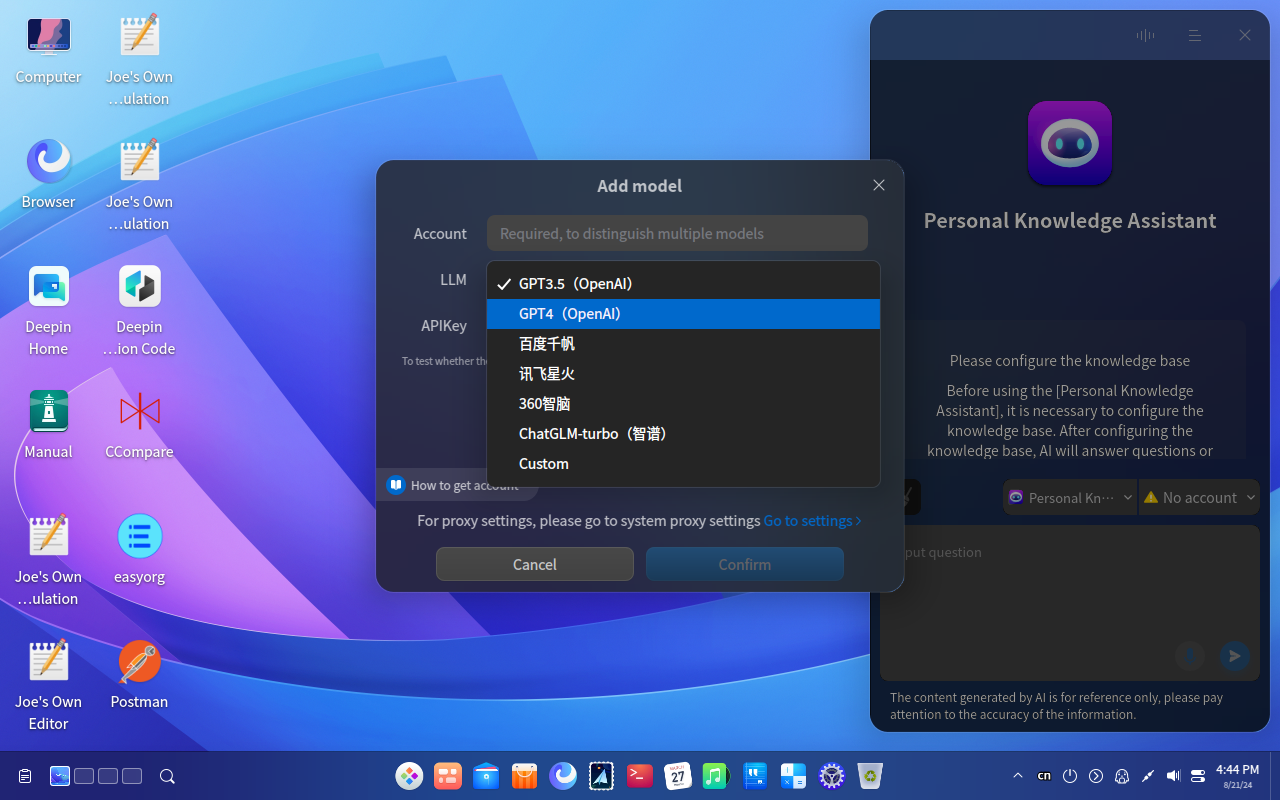 Computer
Joe's Own
...ulation
Browser
Joe's Own
...ulation
Deepin
Home
Deepin
...ion Code
Manual
CCompare
Joe's Own
...ulation
easyorg
Joe's Own
Editor
Postman
Add model
Account
Required, to distinguish multiple models
LLM
GPT3.5（OpenAI）
GPT4（OpenAI）
百度千帆
讯飞星火
360智脑
ChatGLM-turbo（智谱）
Custom
APIKey
To test whether the
How to get account
For proxy settings, please go to system proxy settings Go to settings
Cancel
Confirm
Personal Knowledge Assistant
Please configure the knowledge base
Before using the [Personal Knowledge
Assistant], it is necessary to configure the
knowledge base. After configuring the
knowledge base, AI will answer questions or
Personal Kn···
No account
put question
The content generated by AI is for reference only, please pay
attention to the accuracy of the information.
27
cn
4:44 PM
8/21/24